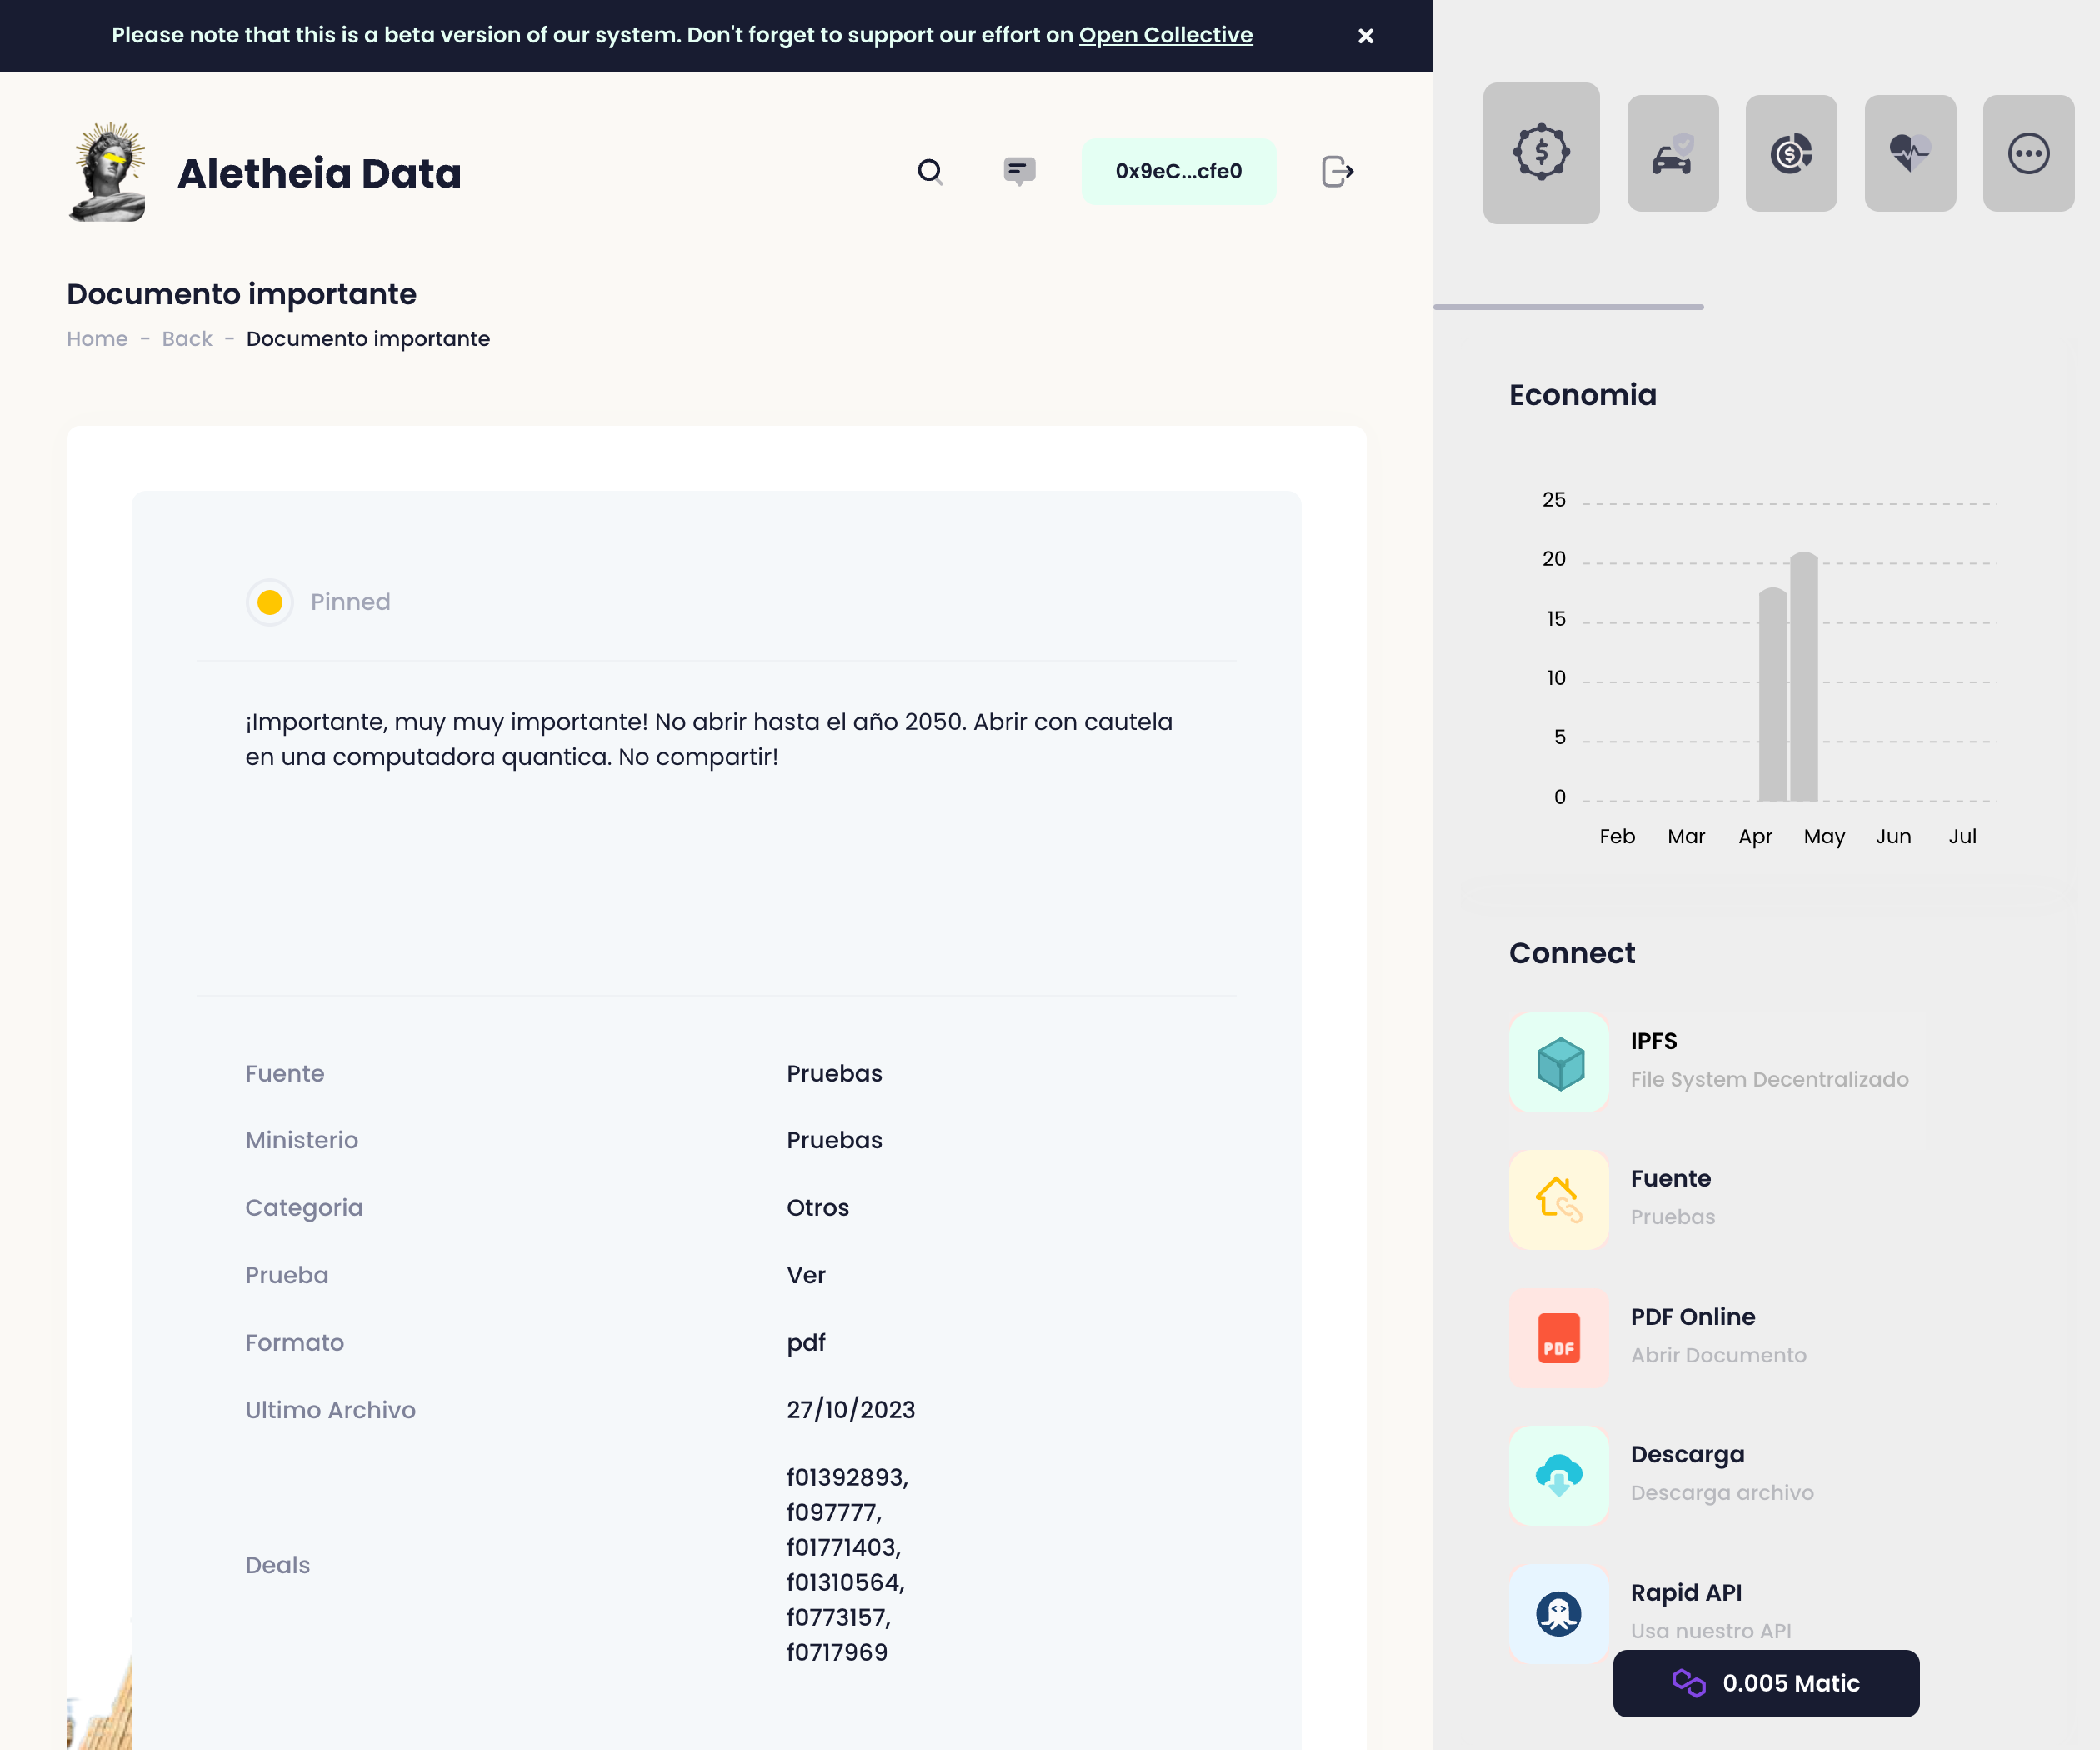 Please note that this is a beta version of our system. Don't forget to support our effort on Open Collective
Aletheia Data
0x9eC...cfe0
Documento importante
Home - Back - Documento importante
Pinned
¡Importante, muy muy importante! No abrir hasta el año 2050. Abrir con cautela
en una computadora quantica. No compartir!
Fuente Pruebas
Ministerio Pruebas
Categoria Otros
Prueba Ver
Formato pdf
Ultimo Archivo 27/10/2023
Deals
f01392893,
f097777,
f01771403,
f01310564,
f0773157,
f0717969
Economia
25
20
15
10
5
0
Feb Mar Apr May Jun Jul
Connect
IPFS
File System Decentralizado
Fuente
Pruebas
PDF
PDF Online
Abrir Documento
Descarga
Descarga archivo
Rapid API
Usa nuestro API
0.005 Matic